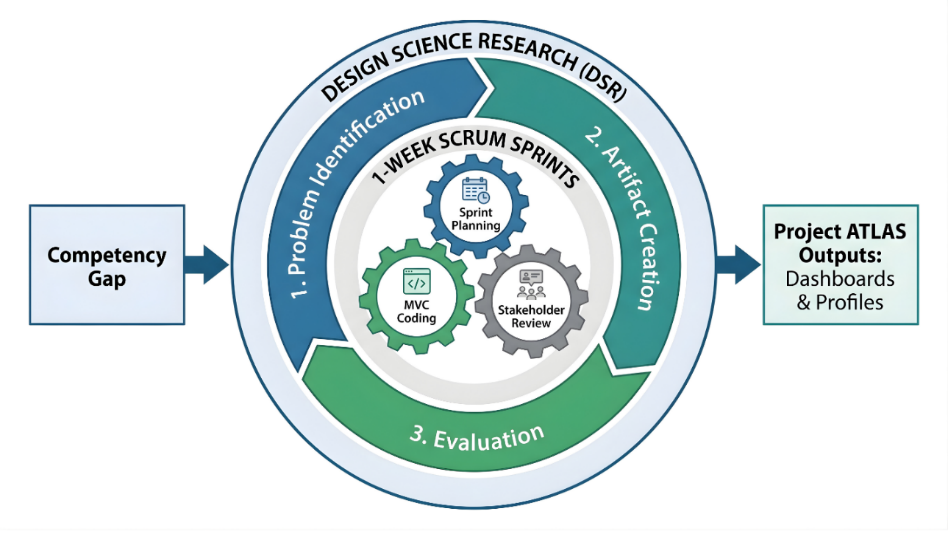 DESIGN SCIENCE RESEARCH (DSR)
1. Problem Identification
2. Artifact Creation
3. Evaluation
1-WEEK SCRUM SPRINTS
Sprint
Planning
</>
MVC
Coding
Stakeholder
Review
Competency
Gap
Project ATLAS
Outputs:
Dashboards
& Profiles